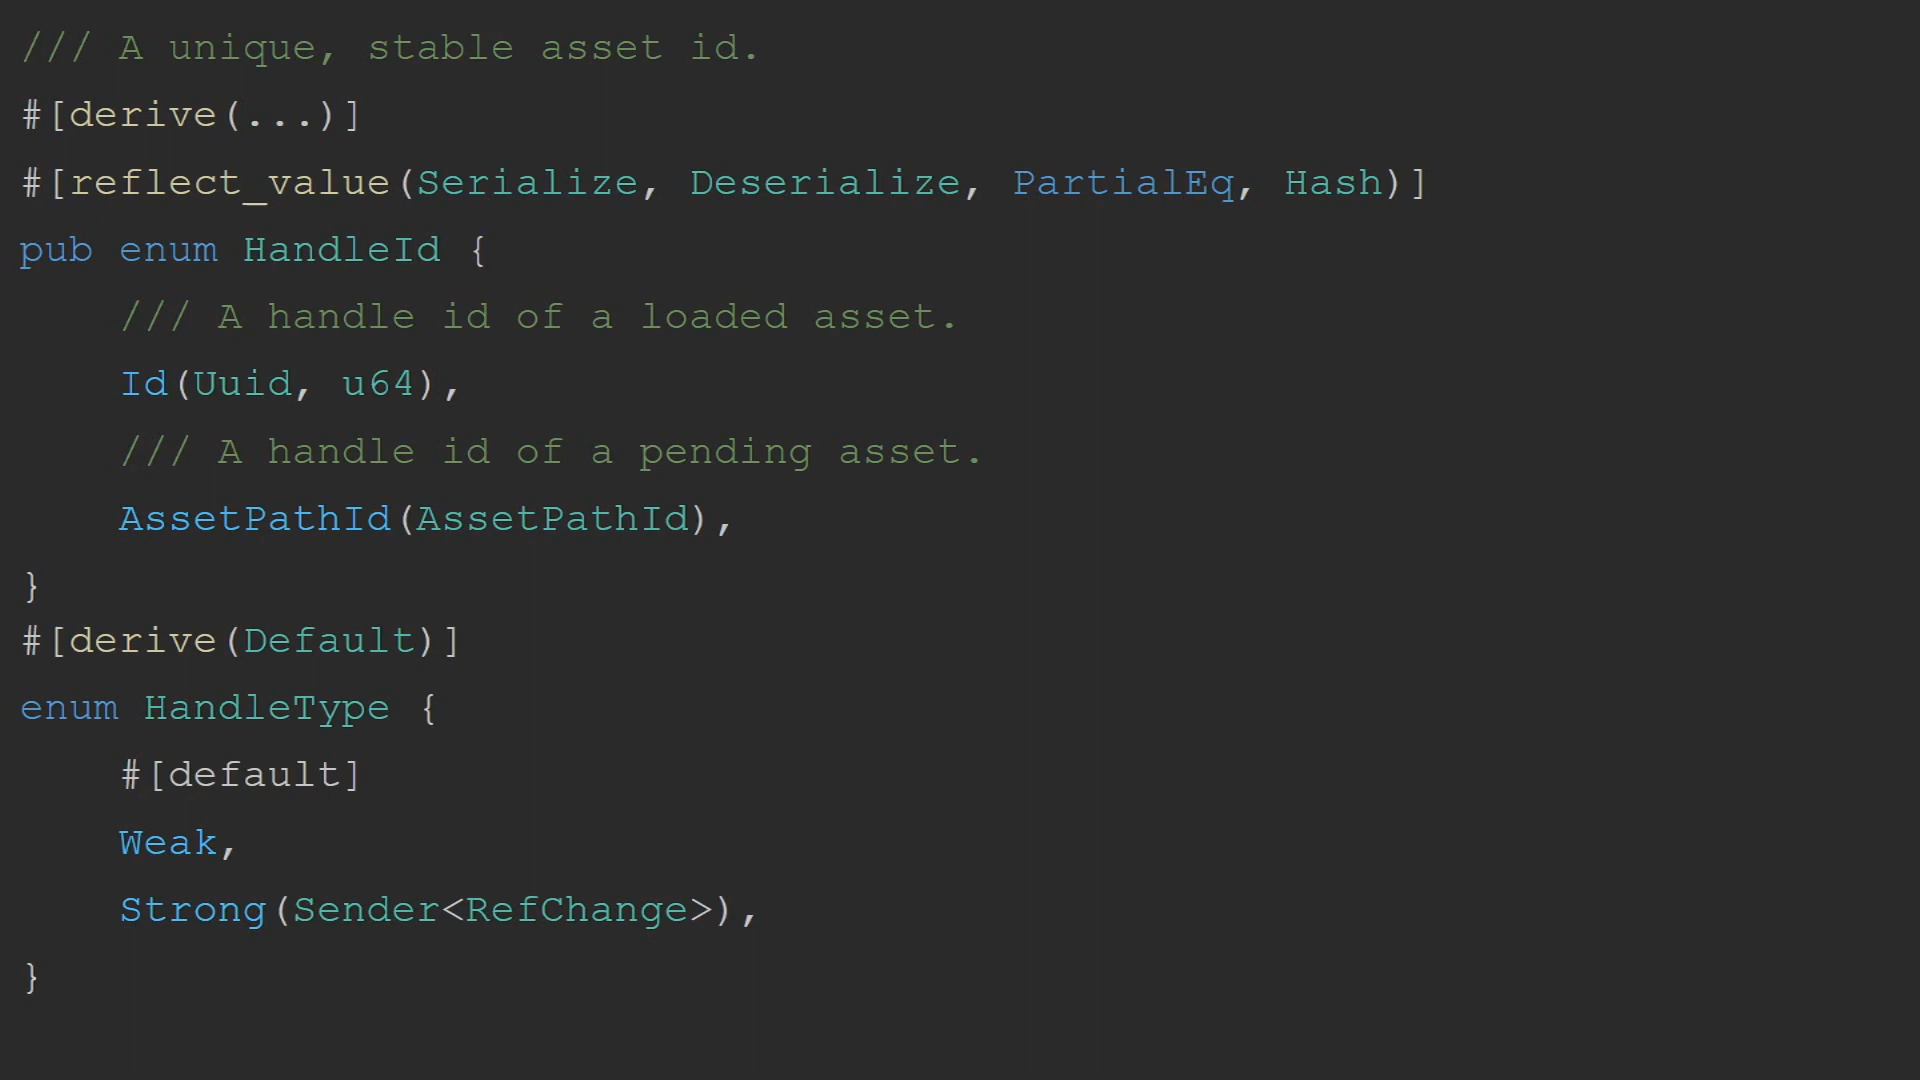 /// A unique, stable asset id.
#[derive(...)]
#[reflect_value(Serialize, Deserialize, PartialEq, Hash)]
pub enum HandleId {
    /// A handle id of a loaded asset.
    Id(Uuid, u64),
    /// A handle id of a pending asset.
    AssetPathId(AssetPathId),
}
#[derive(Default)]
enum HandleType {
    #[default]
    Weak,
    Strong(Sender<RefChange>),
}